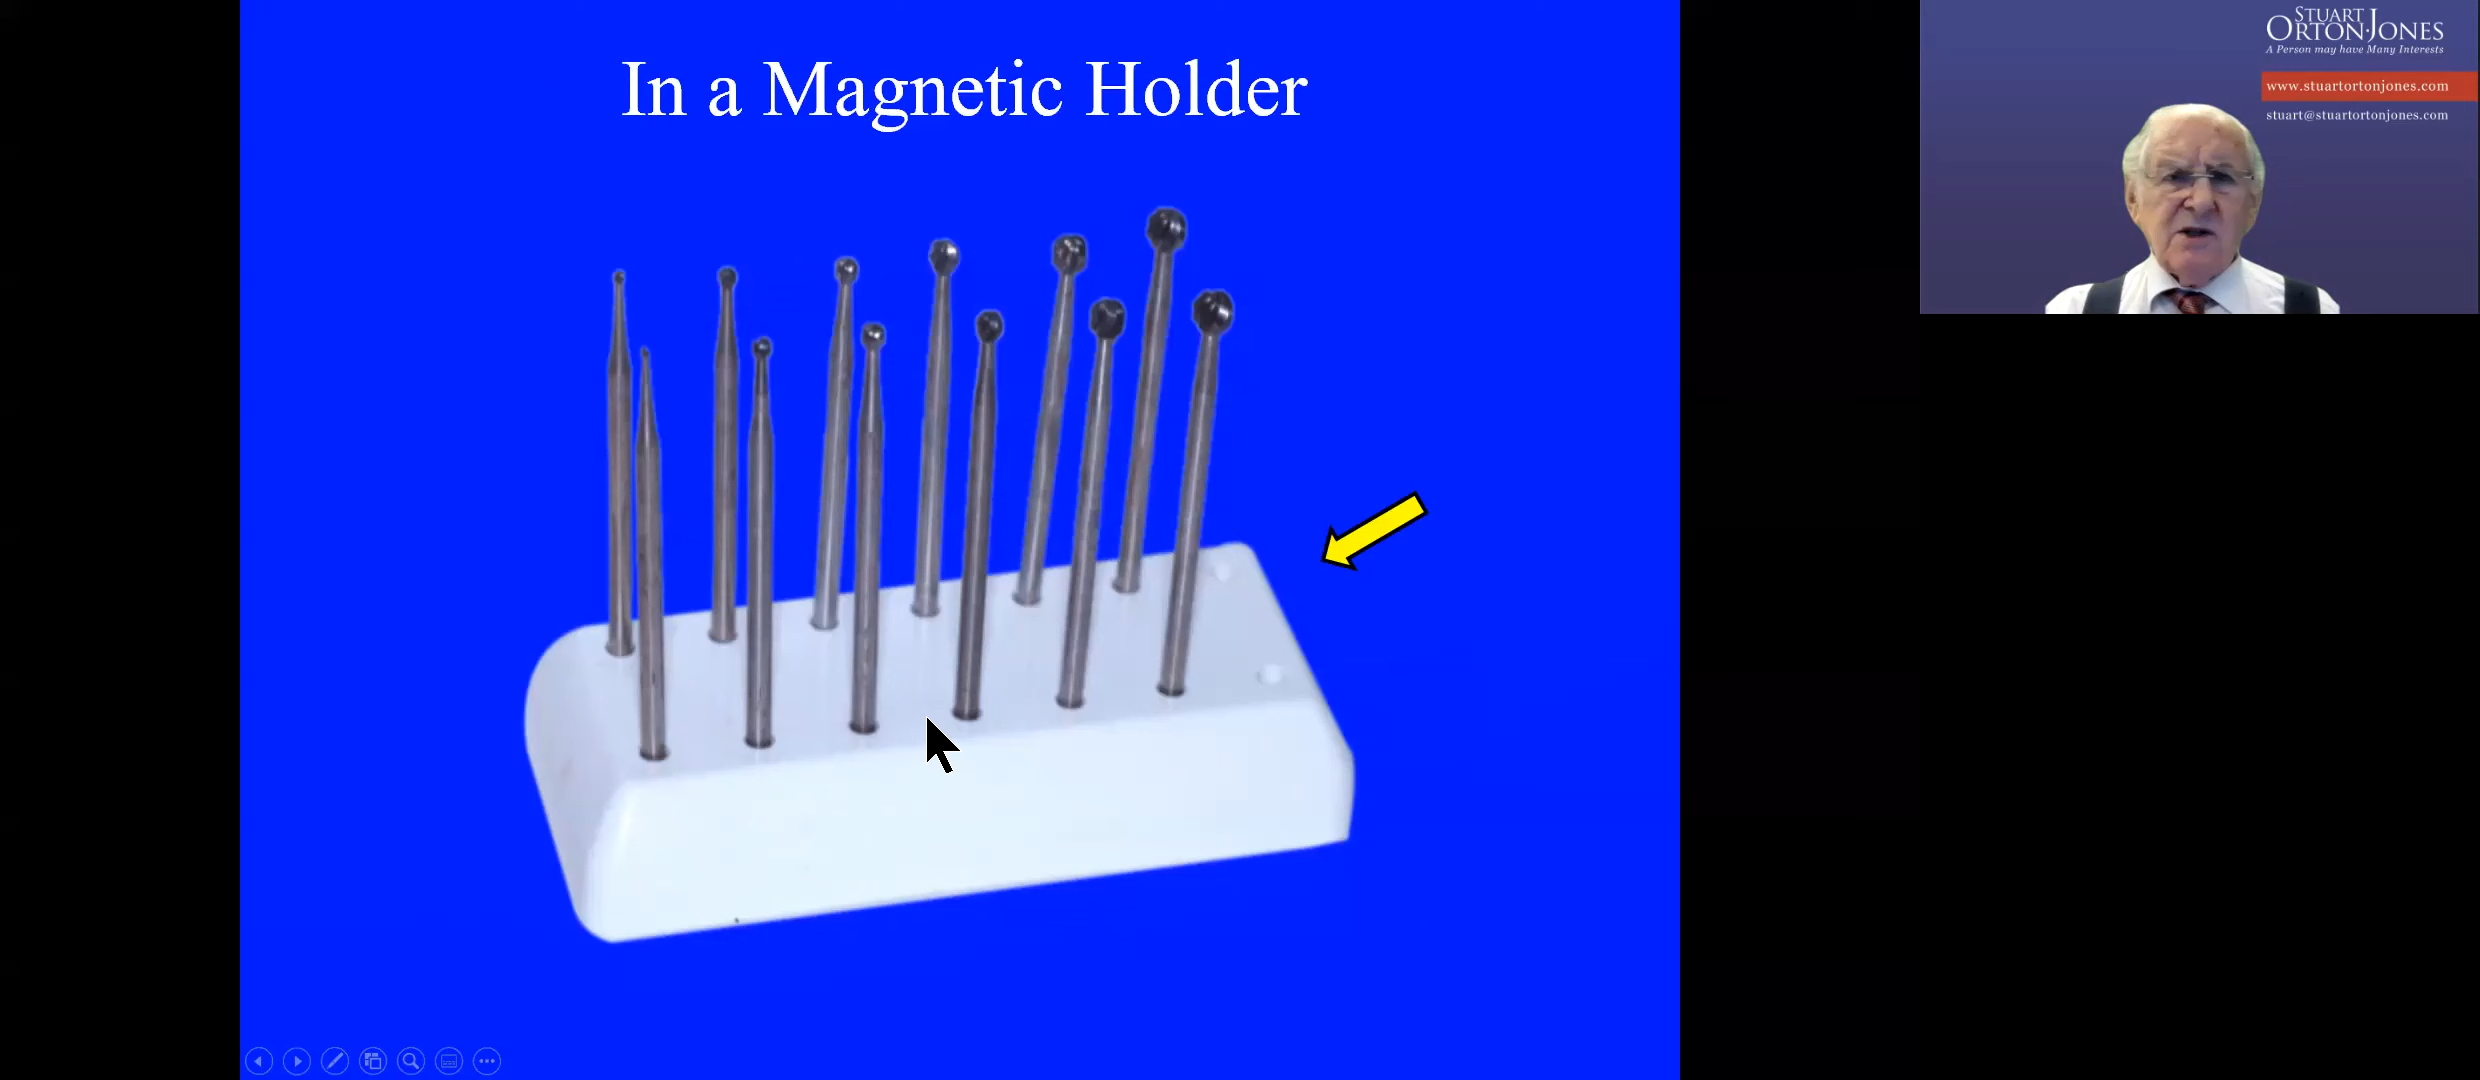 In a Magnetic Holder
STUART
ORTON-JONES
A Person may have Many Interests
www.stuartortonjones.com
stuart@stuartortonjones.com